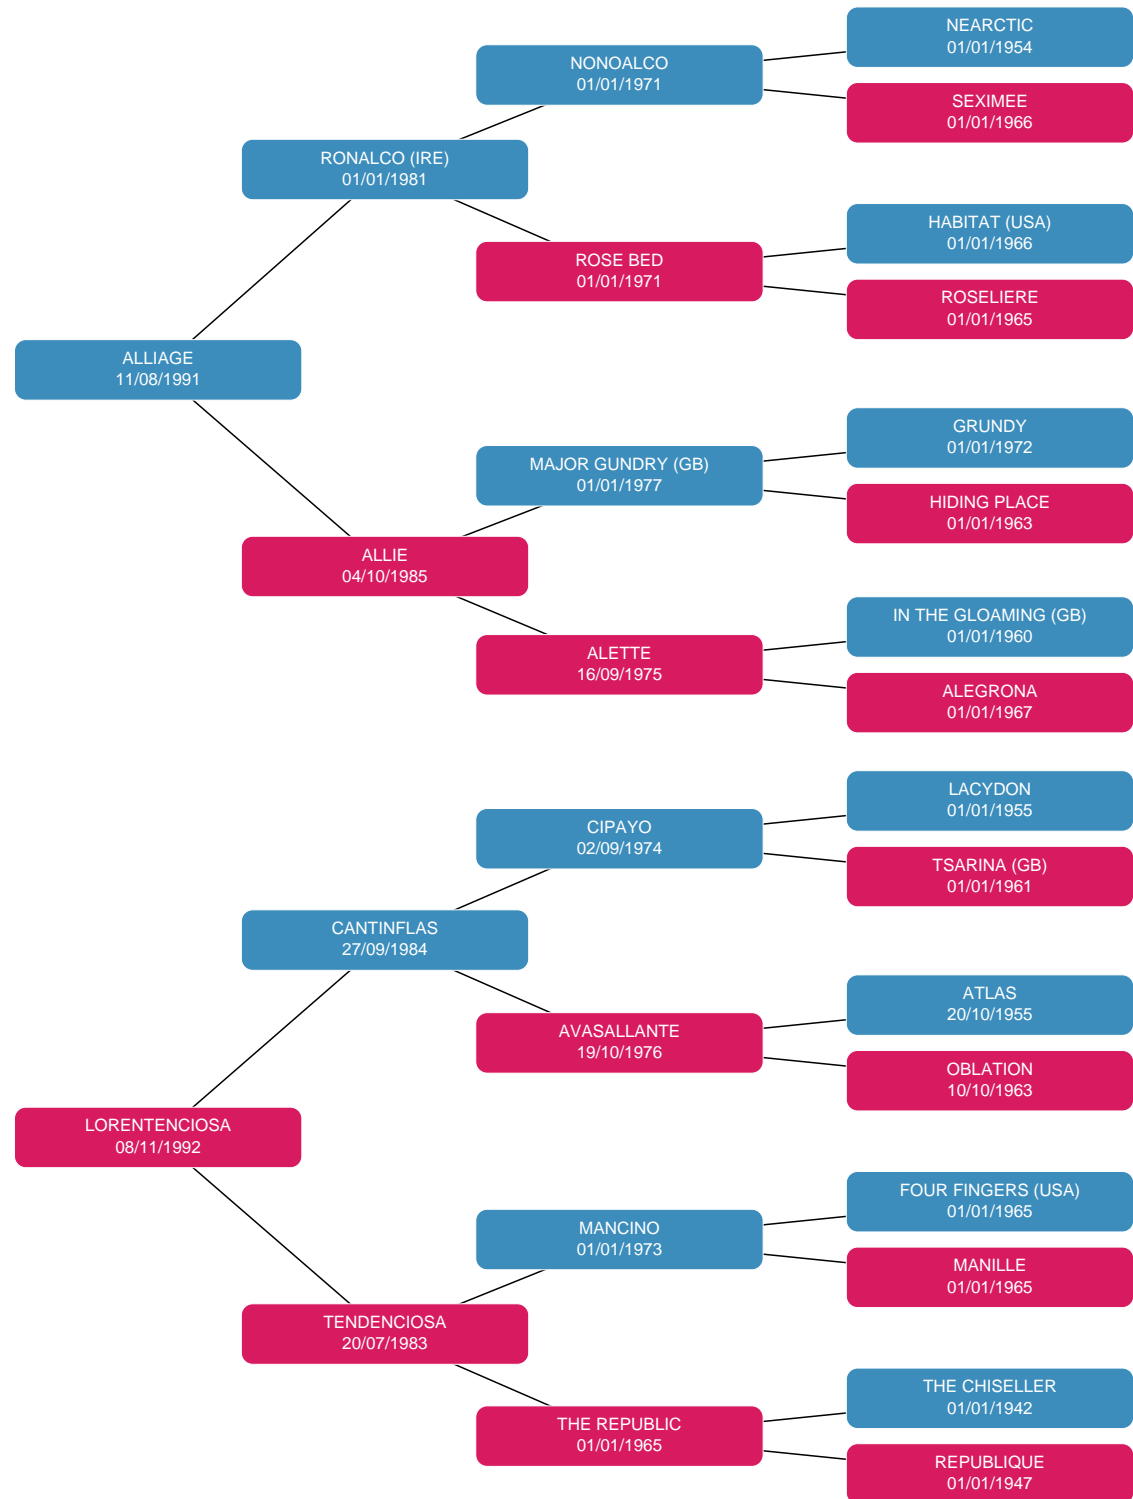 NEARCTIC
01/01/1954
NONOALCO
01/01/1971
SEXIMEE
01/01/1966
RONALCO (IRE)
01/01/1981
HABITAT (USA)
01/01/1966
ROSE BED
01/01/1971
ROSELIERE
01/01/1965
ALLIAGE
11/08/1991
GRUNDY
01/01/1972
MAJOR GUNDRY (GB)
01/01/1977
HIDING PLACE
01/01/1963
ALLIE
04/10/1985
IN THE GLOAMING (GB)
01/01/1960
ALETTE
16/09/1975
ALEGRONA
01/01/1967
LACYDON
01/01/1955
CIPAYO
02/09/1974
TSARINA (GB)
01/01/1961
CANTINFLAS
27/09/1984
ATLAS
20/10/1955
AVASALLANTE
19/10/1976
OBLATION
10/10/1963
LORENTENCIOSA
08/11/1992
FOUR FINGERS (USA)
01/01/1965
MANCINO
01/01/1973
MANILLE
01/01/1965
TENDENCIOSA
20/07/1983
THE CHISELLER
01/01/1942
THE REPUBLIC
01/01/1965
REPUBLIQUE
01/01/1947